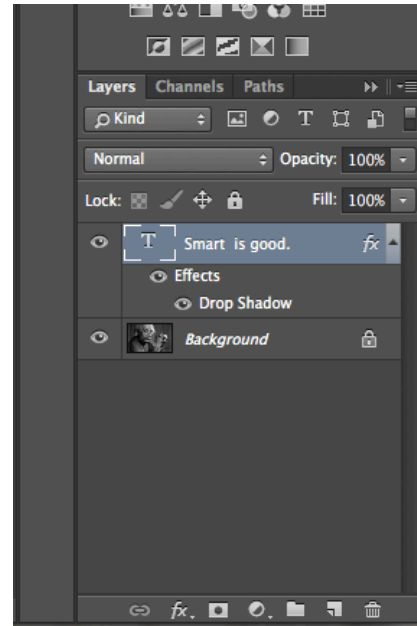 Layers Channels Paths
Kind T
Normal Opacity: 100%
Lock: Fill: 100%
T Smart is good. fx
Effects
Drop Shadow
Background
fx.